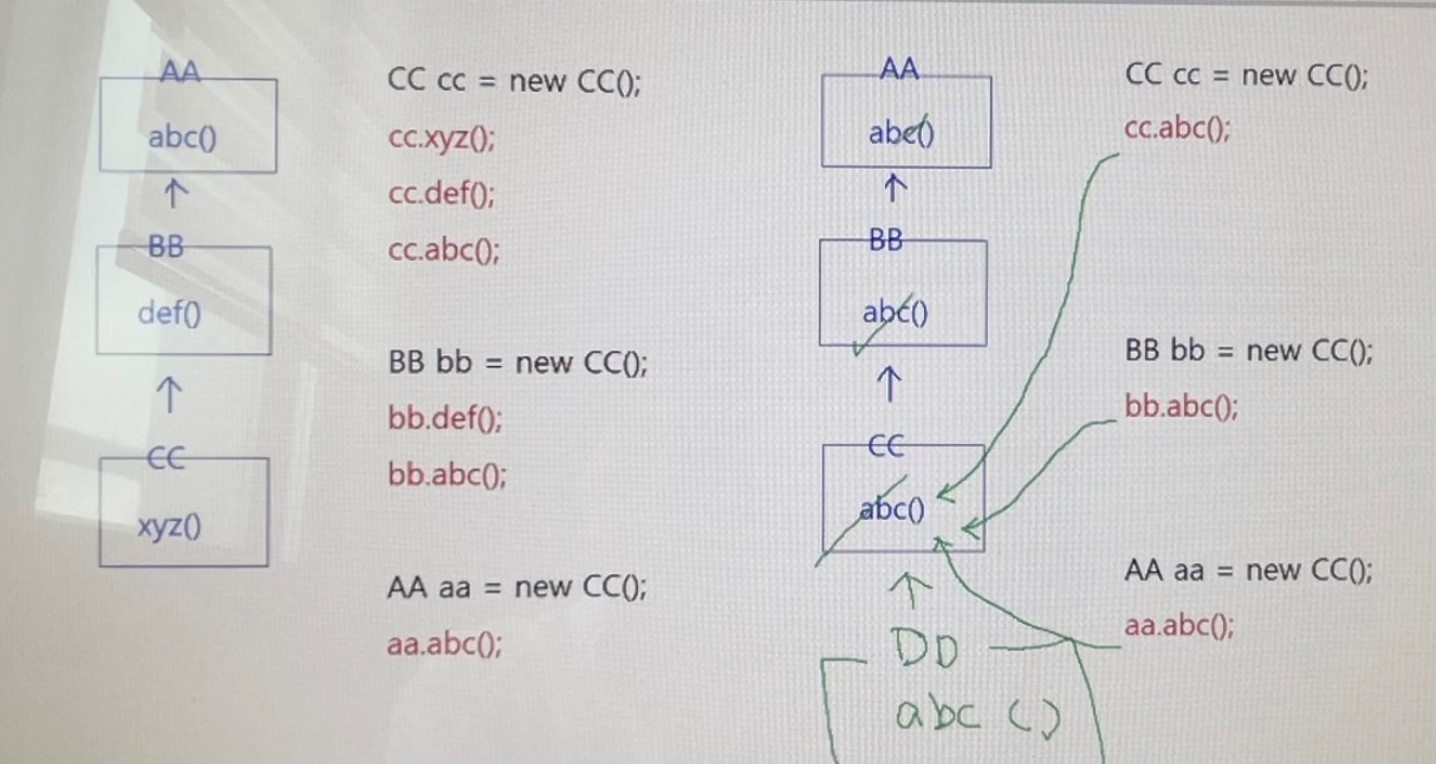 AA
abc()
BB
def()
CC
xyz()
CC cc = new CC();
cc.xyz();
cc.def();
cc.abc();
BB bb = new CC();
bb.def();
bb.abc();
AA aa = new CC();
aa.abc();
AA
abc()
BB
abc()
CC
abc()
DD
abc ()
CC cc = new CC();
cc.abc();
BB bb = new CC();
bb.abc();
AA aa = new CC();
aa.abc();